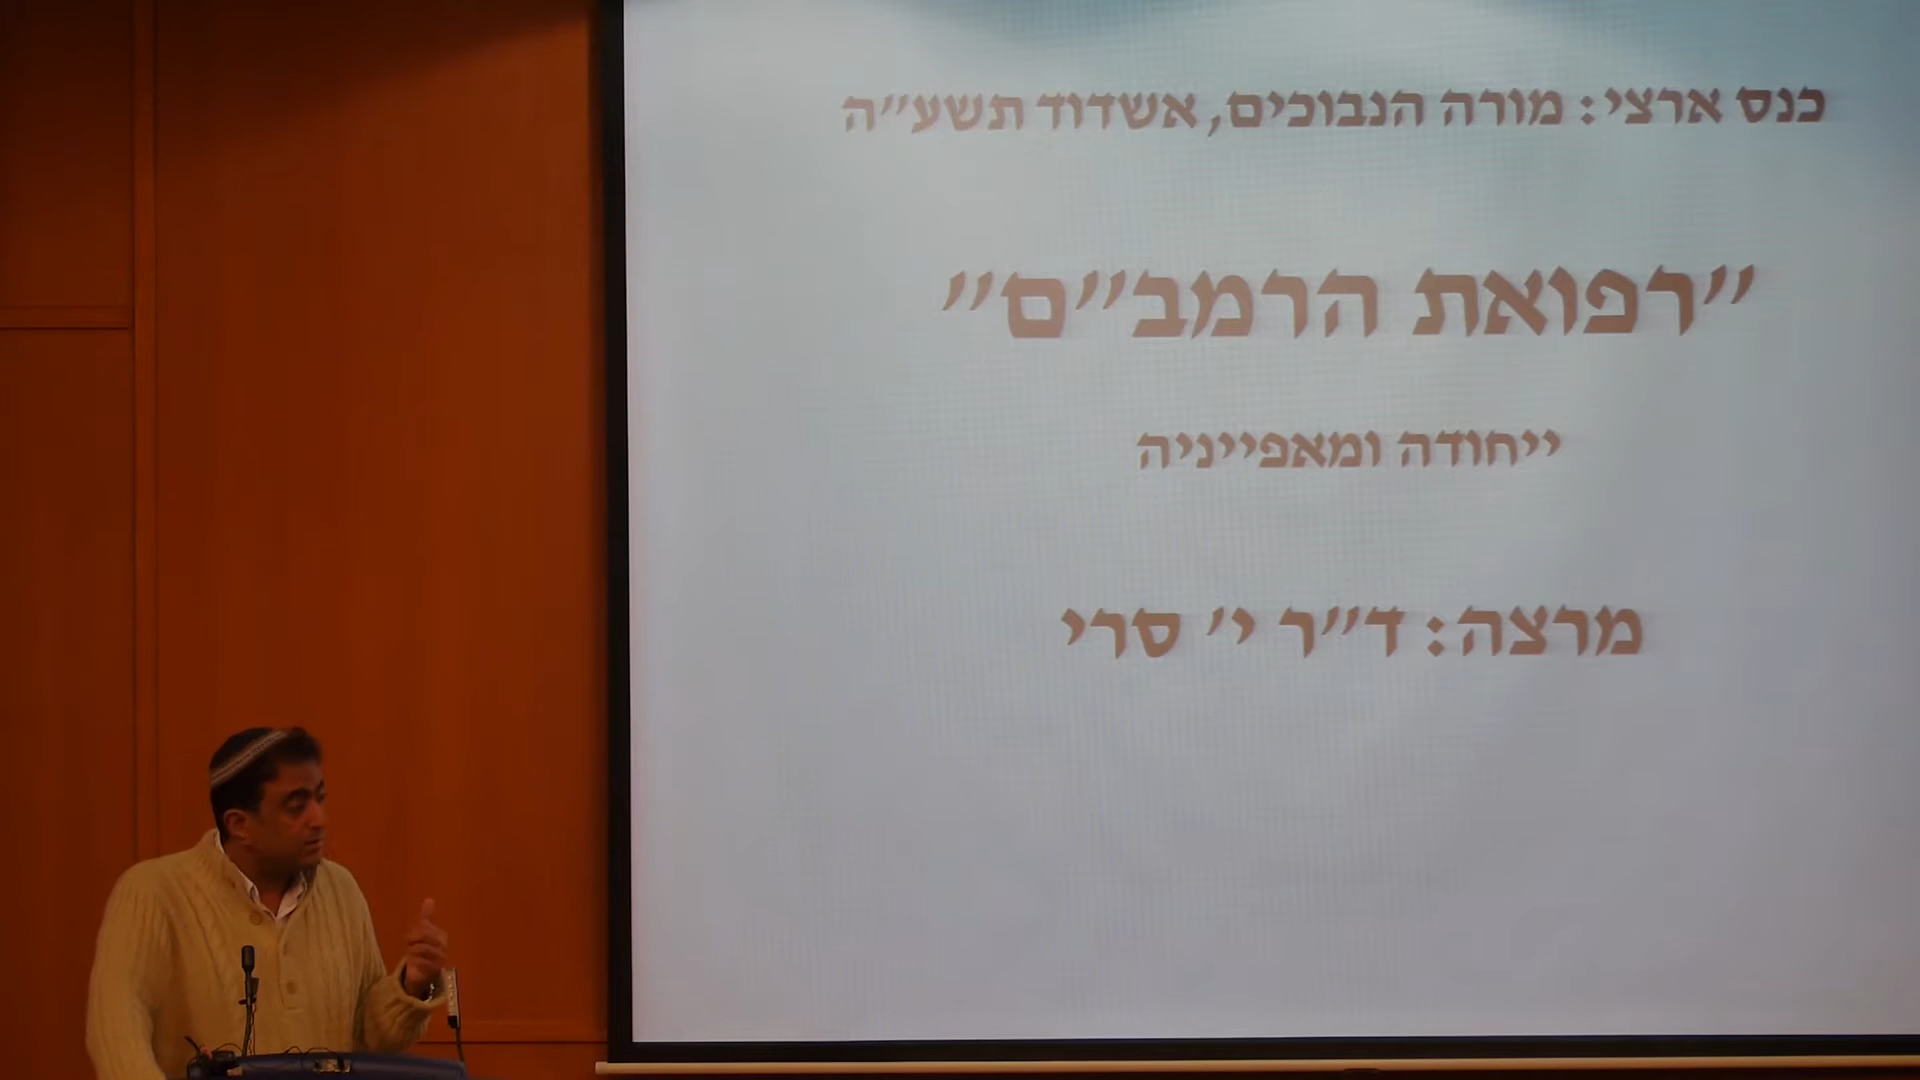 כנס ארצי: מורה הנבוכים, אשדוד תשע"ה
"רפואת הרמב"ם"
ייחודה ומאפייניה
מרצה: ד"ר י' סרי